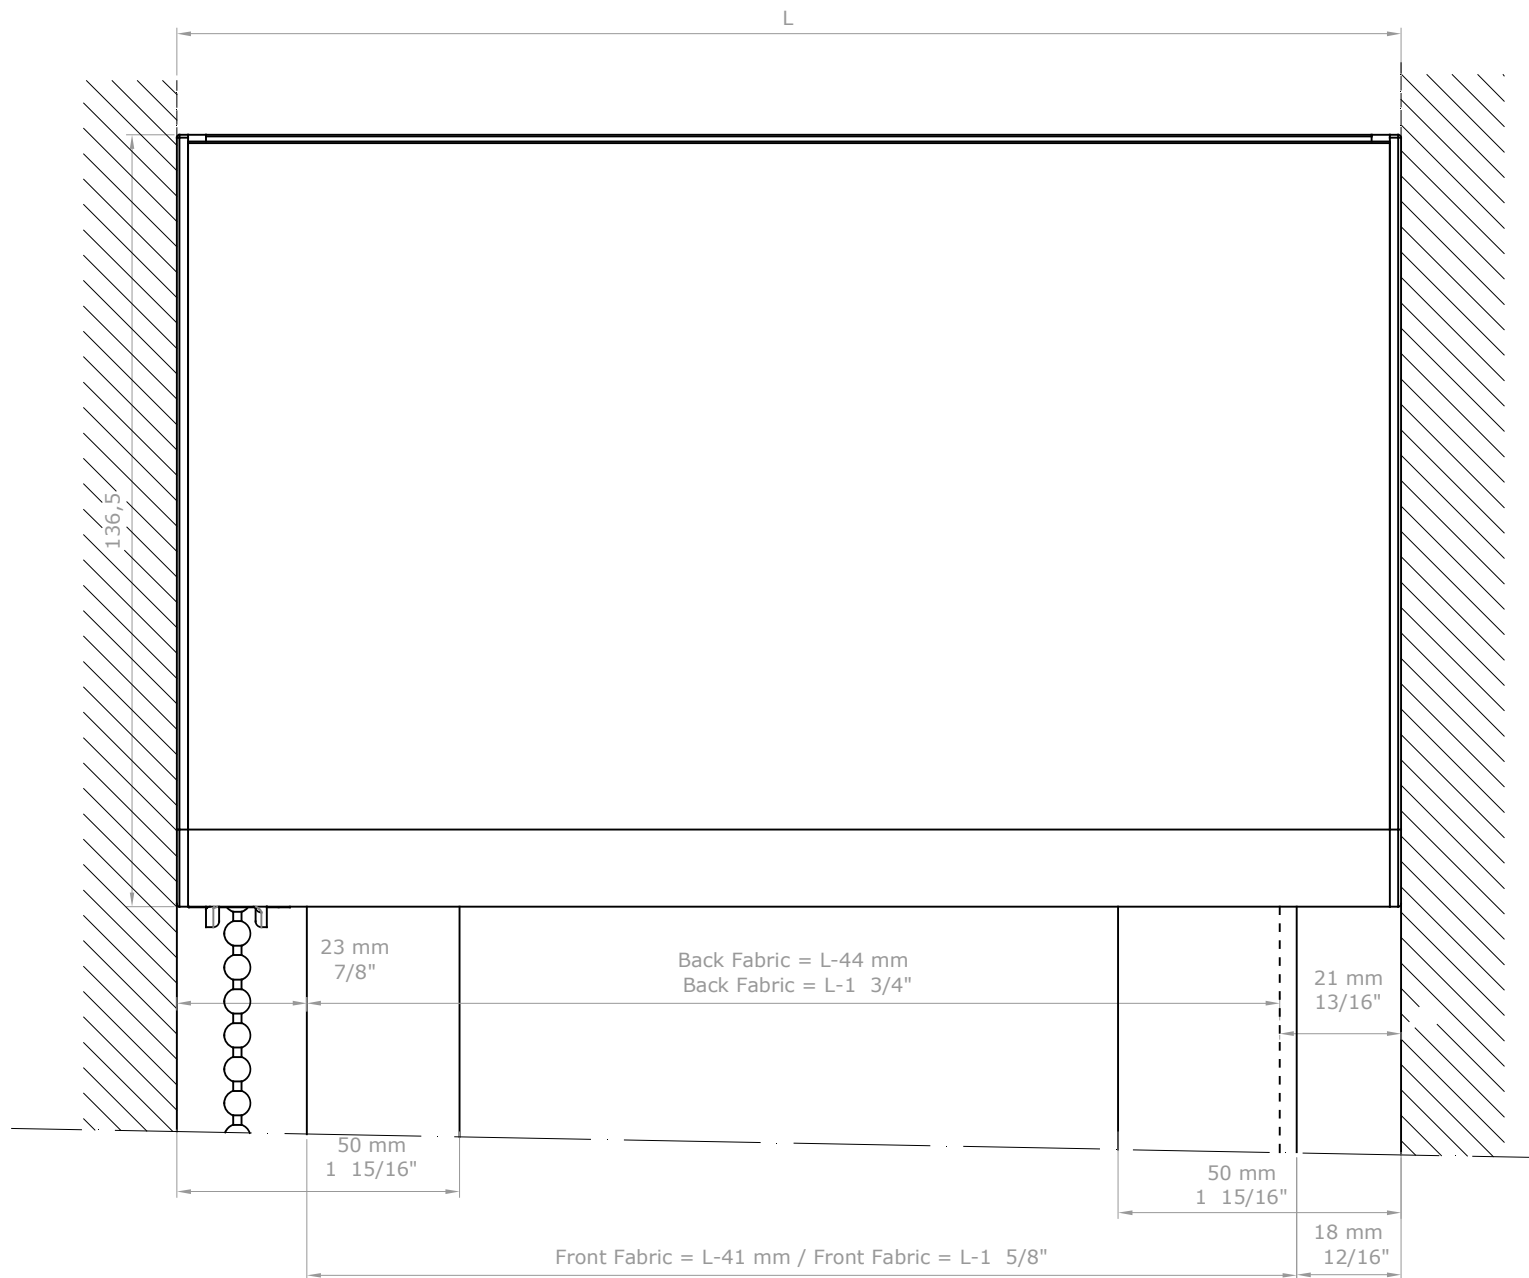 L
136,5
23 mm
7/8"
Back Fabric = L-44 mm
Back Fabric = L-1 3/4"
21 mm
13/16"
50 mm
1 15/16"
50 mm
1 15/16"
18 mm
12/16"
Front Fabric = L-41 mm / Front Fabric = L-1 5/8"